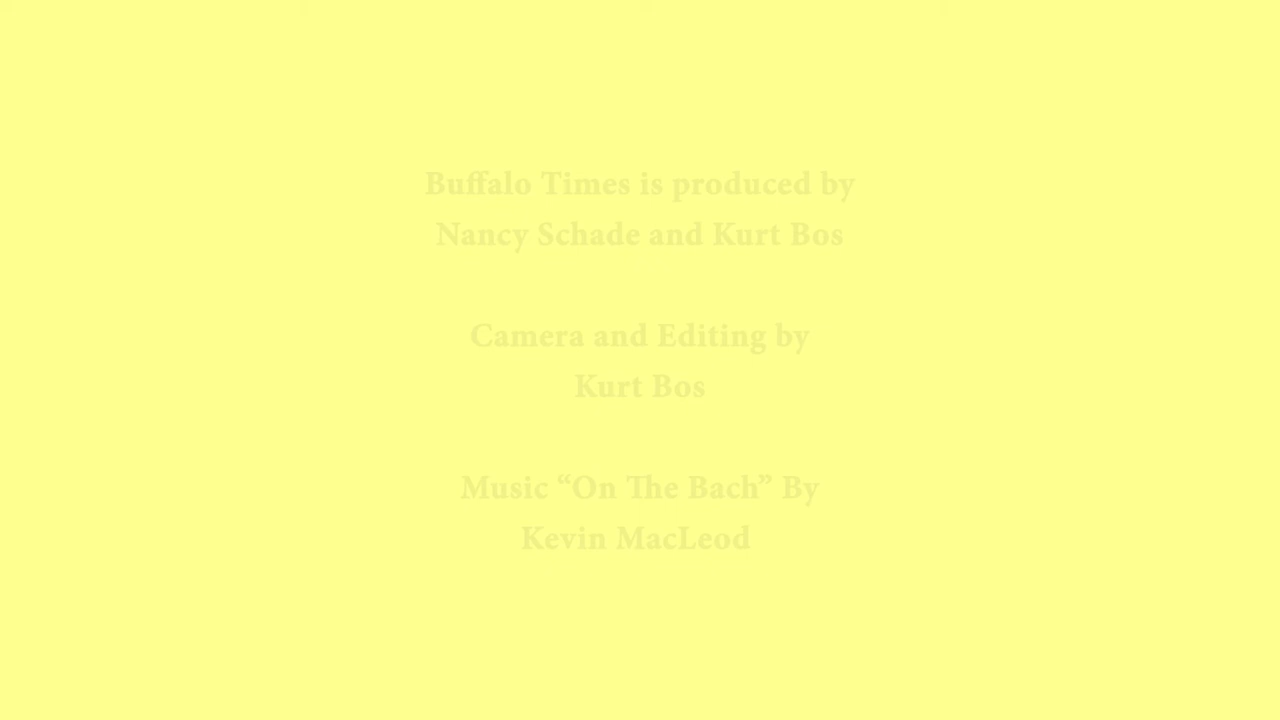 Buffalo Times is produced by
Nancy Schade and Kurt Bos
Camera and Editing by
Kurt Bos
Music “On The Bach” By
Kevin MacLeod